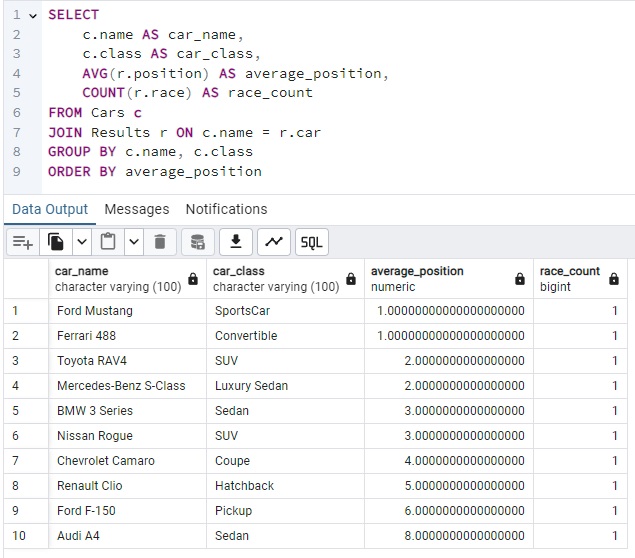 1 SELECT
2 c.name AS car_name,
3 c.class AS car_class,
4 AVG(r.position) AS average_position,
5 COUNT(r.race) AS race_count
6 FROM Cars c
7 JOIN Results r ON c.name = r.car
8 GROUP BY c.name, c.class
9 ORDER BY average_position
Data Output Messages Notifications
SQL
car_name car_class average_position race_count
character varying (100) character varying (100) numeric bigint
1 Ford Mustang SportsCar 1.00000000000000000000 1
2 Ferrari 488 Convertible 1.00000000000000000000 1
3 Toyota RAV4 SUV 2.0000000000000000 1
4 Mercedes-Benz S-Class Luxury Sedan 2.0000000000000000 1
5 BMW 3 Series Sedan 3.0000000000000000 1
6 Nissan Rogue SUV 3.0000000000000000 1
7 Chevrolet Camaro Coupe 4.0000000000000000 1
8 Renault Clio Hatchback 5.0000000000000000 1
9 Ford F-150 Pickup 6.0000000000000000 1
10 Audi A4 Sedan 8.0000000000000000 1